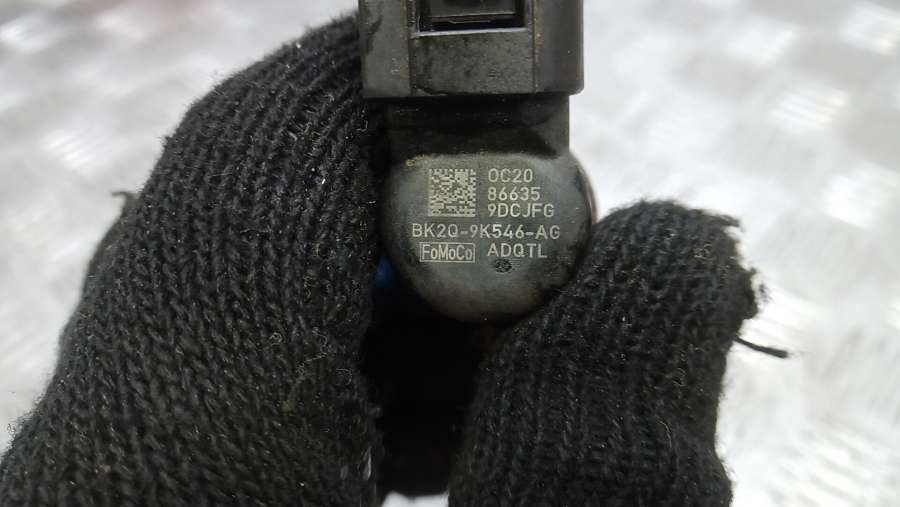 0C20
86635
9DCJFG
BK2Q-9K546-AG
FoMoCo ADQTL